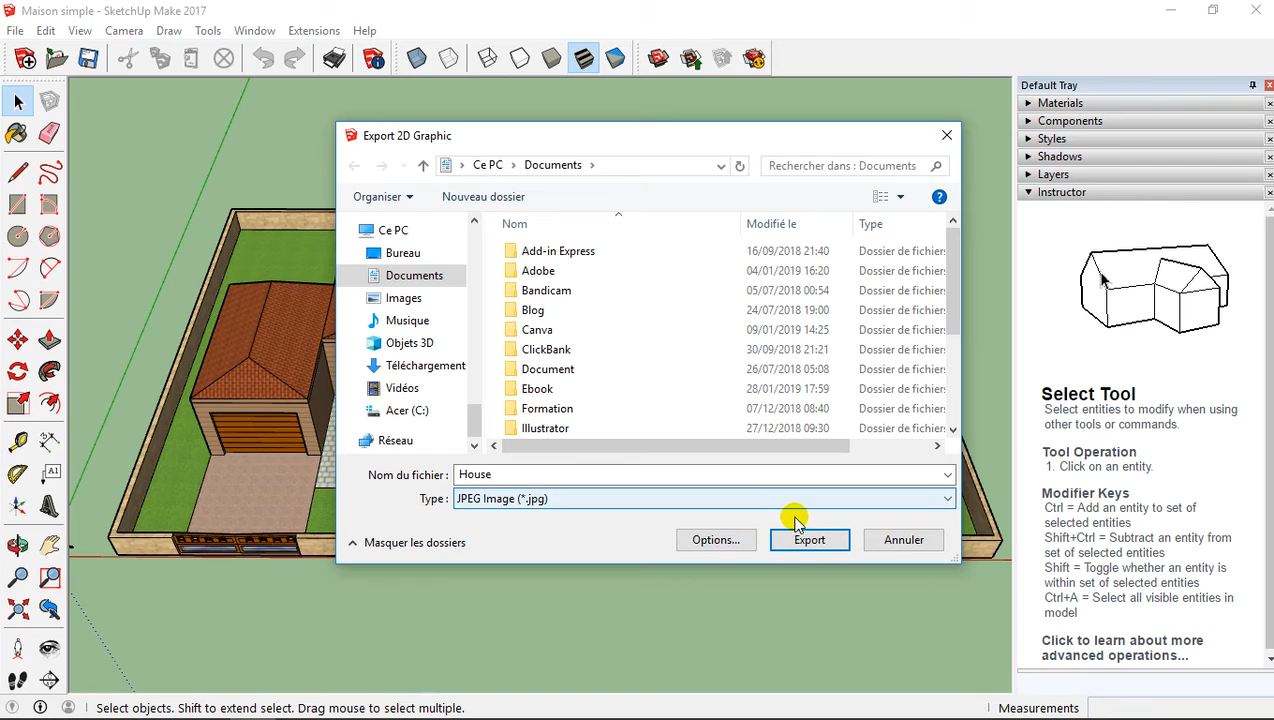 Maison simple - SketchUp Make 2017
File Edit View Camera Draw Tools Window Extensions Help
Default Tray
Materials
Components
Styles
Shadows
Layers
Instructor
Export 2D Graphic
Ce PC > Documents >
Rechercher dans : Documents
Organiser
Nouveau dossier
Ce PC
Bureau
Documents
Images
Musique
Objets 3D
Téléchargement
Vidéos
Acer (C:)
Réseau
Nom Modifié le Type
Add-in Express 16/09/2018 21:40 Dossier de fichiers
Adobe 04/01/2019 16:20 Dossier de fichiers
Bandicam 05/07/2018 00:54 Dossier de fichiers
Blog 24/07/2018 19:00 Dossier de fichiers
Canva 09/01/2019 14:25 Dossier de fichiers
ClickBank 30/09/2018 21:21 Dossier de fichiers
Document 26/07/2018 05:08 Dossier de fichiers
Ebook 28/01/2019 17:59 Dossier de fichiers
Formation 07/12/2018 08:40 Dossier de fichiers
Illustrator 27/12/2018 09:30 Dossier de fichiers
Nom du fichier : House
Type : JPEG Image (*.jpg)
Masquer les dossiers
Options... Export Annuler
Select Tool
Select entities to modify when using
other tools or commands.
Tool Operation
1. Click on an entity.
Modifier Keys
Ctrl = Add an entity to set of
selected entities
Shift+Ctrl = Subtract an entity from
set of selected entities
Shift = Toggle whether an entity is
within set of selected entities
Ctrl+A = Select all visible entities in
model
Click to learn about more
advanced operations...
Select objects. Shift to extend select. Drag mouse to select multiple.
Measurements